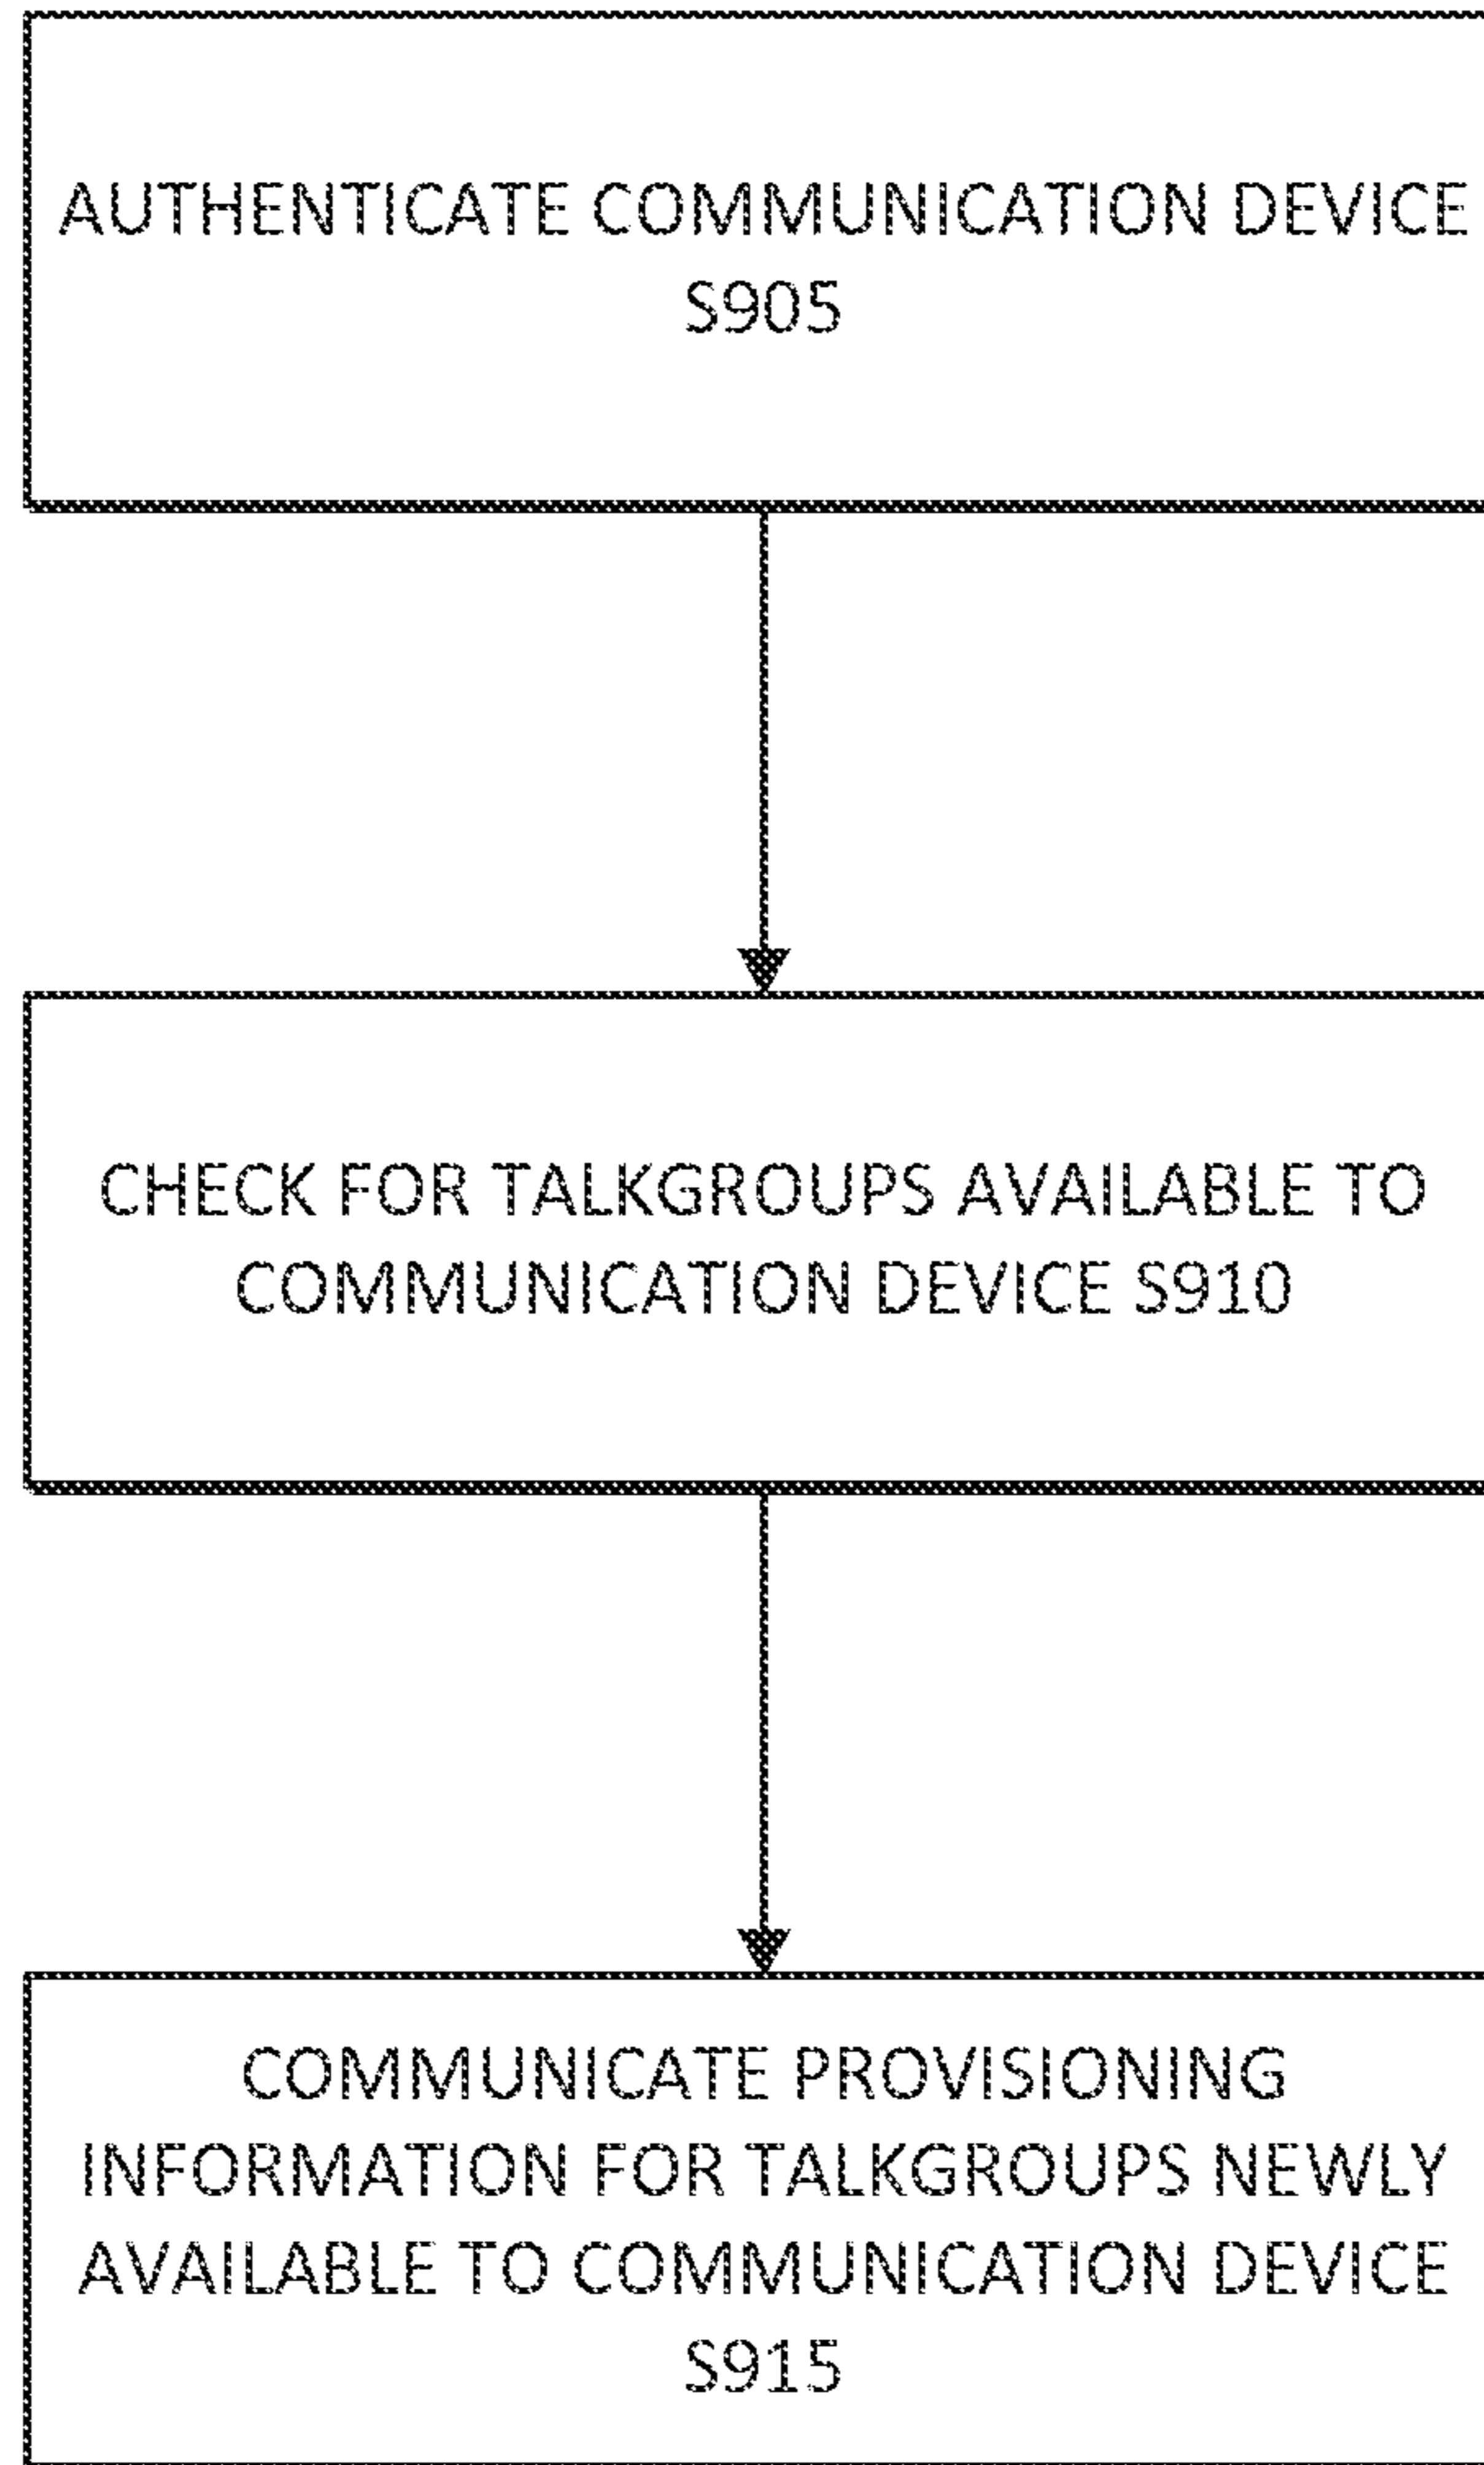 AUTHENTICATE COMMUNICATION DEVICE
S905
CHECK FOR TALKGROUPS AVAILABLE TO
COMMUNICATION DEVICE S910
COMMUNICATE PROVISIONING
INFORMATION FOR TALKGROUPS NEWLY
AVAILABLE TO COMMUNICATION DEVICE
S915